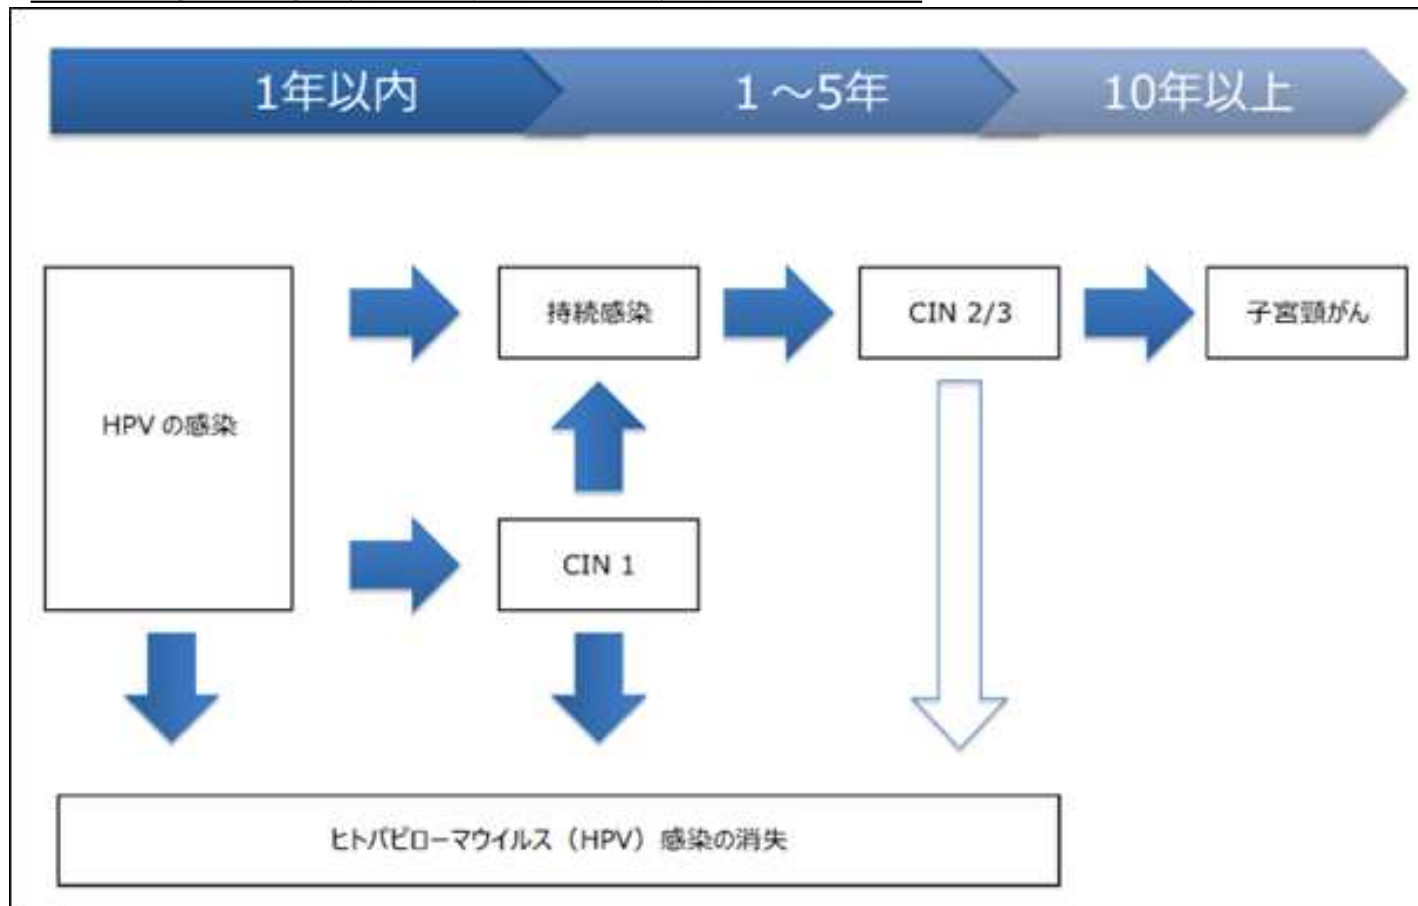 1年以内
1～5年
10年以上
持続感染
CIN 2/3
子宮頸がん
HPV の感染
CIN 1
ヒトパピローマウイルス（HPV）感染の消失